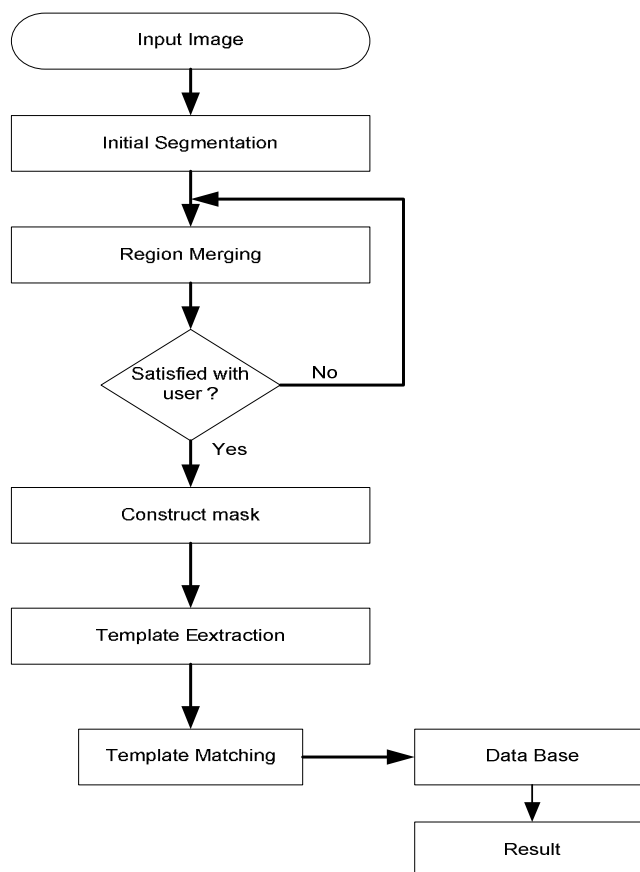 Input Image
Initial Segmentation
Region Merging
Satisfied with
user ?
No
Yes
Construct mask
Template Eextraction
Template Matching
Data Base
Result